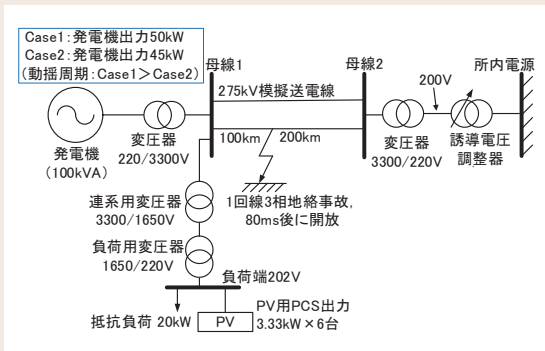 Case1:発電機出力50kW
Case2:発電機出力45kW
(動揺周期:Case1>Case2)
母線1
母線2
所内電源
275kV模擬送電線
200V
100km
200km
発電機
(100kVA)
変圧器
220/3300V
変圧器
3300/220V
誘導電圧
調整器
連系用変圧器
3300/1650V
1回線3相地絡事故,
80ms後に開放
負荷用変圧器
1650/220V
負荷端202V
抵抗負荷 20kW
PV
PV用PCS出力
3.33kW×6台